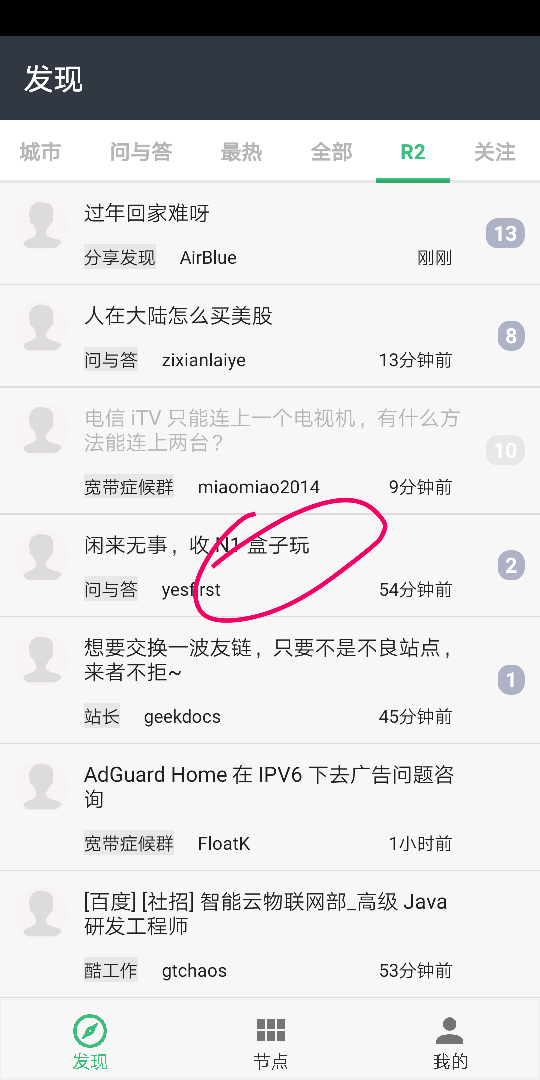 发现
城市 问与答 最热 全部 R2 关注
过年回家难呀
13
分享发现 AirBlue 刚刚
人在大陆怎么买美股
8
问与答 zixianlaiye 13分钟前
电信 iTV 只能连上一个电视机，有什么方
法能连上两台？
10
宽带症候群 miaomiao2014 9分钟前
闲来无事，收 N1 盒子玩
2
问与答 yesfirst 54分钟前
想要交换一波友链，只要不是不良站点，
来者不拒~
1
站长 geekdocs 45分钟前
AdGuard Home 在 IPV6 下去广告问题咨
询
宽带症候群 FloatK 1小时前
[百度] [社招] 智能云物联网部_高级 Java
研发工程师
酷工作 gtchaos 53分钟前
发现 节点 我的